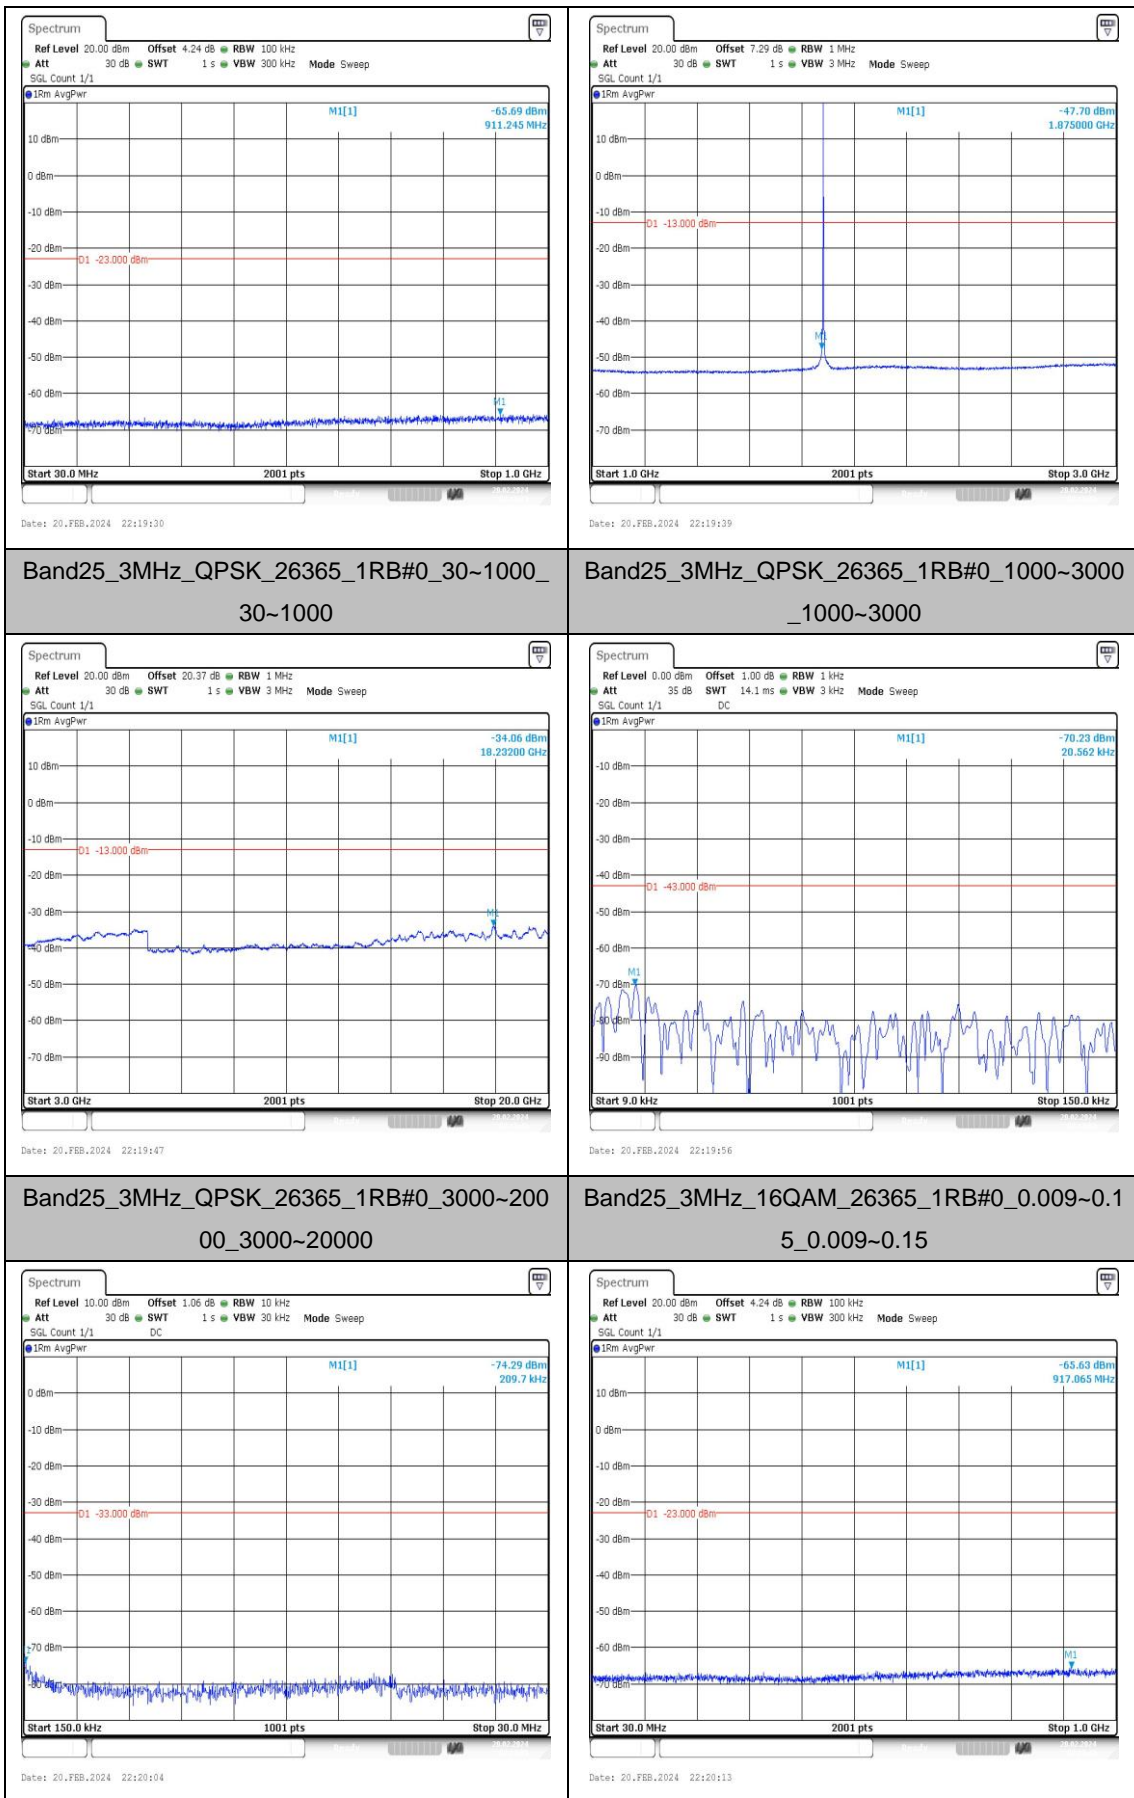 Spectrum
Ref Level 20.00 dBm Offset 4.24 dB RBW 100 kHz
Att 30 dB SWT 1 s VBW 300 kHz Mode Sweep
SGL Count 1/1
1Rm AvgPwr
M1[1] -65.69 dBm
911.245 MHz
10 dBm
0 dBm
-10 dBm
-20 dBm
D1 -23.000 dBm
-30 dBm
-40 dBm
-50 dBm
-60 dBm
M1
-70 dBm
Start 30.0 MHz 2001 pts Stop 1.0 GHz
Date: 20.FEB.2024 22:19:30
Spectrum
Ref Level 20.00 dBm Offset 7.29 dB RBW 1 MHz
Att 30 dB SWT 1 s VBW 3 MHz Mode Sweep
SGL Count 1/1
1Rm AvgPwr
M1[1] -47.70 dBm
1.875000 GHz
10 dBm
0 dBm
-10 dBm
D1 -13.000 dBm
-20 dBm
-30 dBm
-40 dBm
M1
-50 dBm
-60 dBm
-70 dBm
Start 1.0 GHz 2001 pts Stop 3.0 GHz
Date: 20.FEB.2024 22:19:39
Band25_3MHz_QPSK_26365_1RB#0_30~1000_
30~1000
Band25_3MHz_QPSK_26365_1RB#0_1000~3000
_1000~3000
Spectrum
Ref Level 20.00 dBm Offset 20.37 dB RBW 1 MHz
Att 30 dB SWT 1 s VBW 3 MHz Mode Sweep
SGL Count 1/1
1Rm AvgPwr
M1[1] -34.06 dBm
18.23200 GHz
10 dBm
0 dBm
-10 dBm
D1 -13.000 dBm
-20 dBm
-30 dBm
M1
-40 dBm
-50 dBm
-60 dBm
-70 dBm
Start 3.0 GHz 2001 pts Stop 20.0 GHz
Date: 20.FEB.2024 22:19:47
Spectrum
Ref Level 0.00 dBm Offset 1.00 dB RBW 1 kHz
Att 35 dB SWT 14.1 ms VBW 3 kHz Mode Sweep
SGL Count 1/1 DC
1Rm AvgPwr
M1[1] -70.23 dBm
20.562 kHz
-10 dBm
-20 dBm
-30 dBm
-40 dBm
D1 -43.000 dBm
-50 dBm
-60 dBm
M1
-70 dBm
-80 dBm
-90 dBm
Start 9.0 kHz 1001 pts Stop 150.0 kHz
Date: 20.FEB.2024 22:19:56
Band25_3MHz_QPSK_26365_1RB#0_3000~200
00_3000~20000
Band25_3MHz_16QAM_26365_1RB#0_0.009~0.1
5_0.009~0.15
Spectrum
Ref Level 10.00 dBm Offset 1.06 dB RBW 10 kHz
Att 30 dB SWT 1 s VBW 30 kHz Mode Sweep
SGL Count 1/1 DC
1Rm AvgPwr
M1[1] -74.29 dBm
209.7 kHz
0 dBm
-10 dBm
-20 dBm
-30 dBm
D1 -33.000 dBm
-40 dBm
-50 dBm
-60 dBm
-70 dBm
-80 dBm
Start 150.0 kHz 1001 pts Stop 30.0 MHz
Date: 20.FEB.2024 22:20:04
Spectrum
Ref Level 20.00 dBm Offset 4.24 dB RBW 100 kHz
Att 30 dB SWT 1 s VBW 300 kHz Mode Sweep
SGL Count 1/1
1Rm AvgPwr
M1[1] -65.63 dBm
917.065 MHz
10 dBm
0 dBm
-10 dBm
-20 dBm
D1 -23.000 dBm
-30 dBm
-40 dBm
-50 dBm
-60 dBm
M1
-70 dBm
Start 30.0 MHz 2001 pts Stop 1.0 GHz
Date: 20.FEB.2024 22:20:13